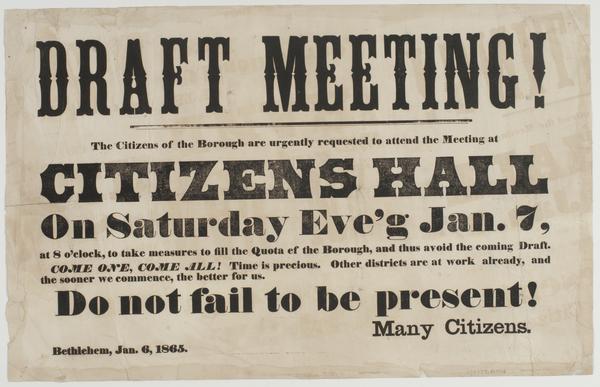 DRAFT MEETING!
The Citizens of the Borough are urgently requested to attend the Meeting at
CITIZENS HALL
On Saturday Eve'g Jan. 7,
at 8 o'clock, to take measures to fill the Quota ef the Borough, and thus avoid the coming Draft.
COME ONE, COME ALL! Time is precious. Other districts are at work already, and
the sooner we commence, the better for us.
Do not fail to be present!
Many Citizens.
Bethlehem, Jan. 6, 1865.